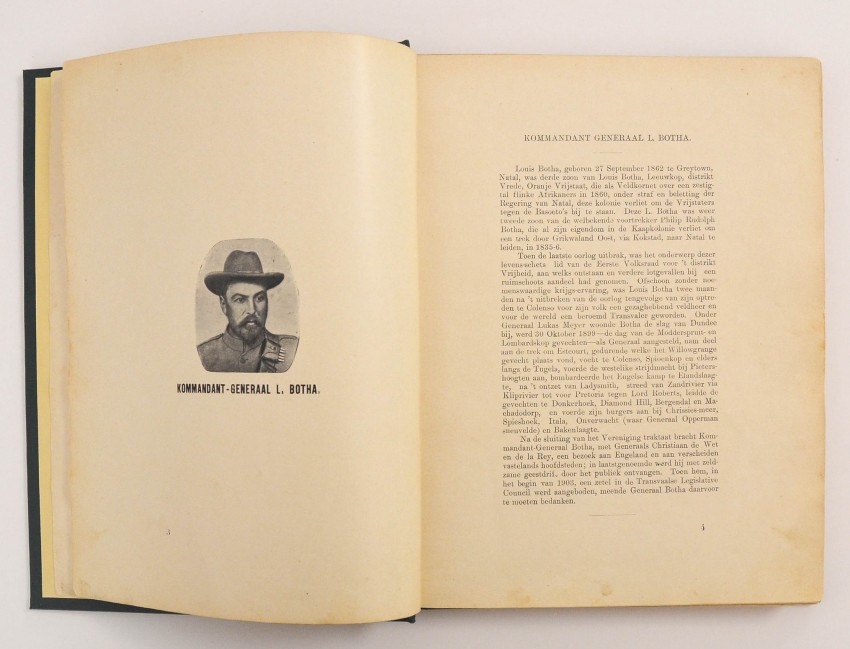 KOMMANDANT-GENERAAL L. BOTHA.
KOMMANDANT GENERAAL L. BOTHA.
Louis Botha, geboren 27 September 1862 te Greytown,
Natal, was derde zoon van Louis Botha, Leeuwkop, distrikt
Vrede, Oranje Vrijstaat, die als Veldkornet over een zestig-
tal flinke Afrikaners in 1860, onder straf en beletting der
Regering van Natal, deze kolonie verliet om de Vrijstaters
tegen de Basoeto's bij te staan. Deze L. Botha was weer
tweede zoon van de welbekende voortrekker Philip Rudolph
Botha, die al zijn eigendom in de Kaapkolonie verliet om
een trek door Grikwaland Oost, via Kokstad, naar Natal te
leiden, in 1835-6.
Toen de laatste oorlog uitbrak, was het onderwerp dezer
levens-schets lid van de Eerste Volksraad voor 't distrikt
Vrijheid, aan welks ontstaan en verdere lotgevallen hij een
ruimschoots aandeel had genomen. Ofschoon zonder noe-
menswaardige krijgs-ervaring, was Louis Botha twee maan-
den na 't uitbreken van de oorlog tengevolge van zijn optre-
den te Colenso voor zijn volk een gezaghebbend veldheer en
voor de wereld een beroemd Transvaler geworden. Onder
Generaal Lukas Meyer woonde Botha de slag van Dundee
bij, werd 30 Oktober 1899—de dag van de Modderspruit- en
Lombardskop gevechten—als Generaal aangesteld, nam deel
aan de trek om Estcourt, gedurende welke het Willowgrange
gevecht plaats vond, vocht te Colenso, Spioenkop en elders
langs de Tugela, voerde de westelike strijdmacht bij Pieters-
hoogten aan, bombardeerde het Engelse kamp te Elandslaag-
te, na 't ontzet van Ladysmith, streed van Zandrivier via
Kliprivier tot voor Pretoria tegen Lord Roberts, leidde de
gevechten te Donkerhoek, Diamond Hill, Bergendal en Ma-
chadodorp, en voerde zijn burgers aan bij Chrissies-meer,
Spieshoek, Itala, Onverwacht (waar Generaal Opperman
sneuvelde) en Bakenlaagte.
Na de sluiting van het Vereniging traktaat bracht Kom-
mandant-Generaal Botha, met Generaals Christiaan de Wet
en de la Rey, een bezoek aan Engeland en aan verscheiden
vastelands hoofdsteden; in laatstgenoemde werd hij met zeld-
zame geestdrift door het publiek ontvangen. Toen hem, in
het begin van 1903, een zetel in de Transvaalse Legislative
Council werd aangeboden, meende Generaal Botha daarvoor
te moeten bedanken.
4